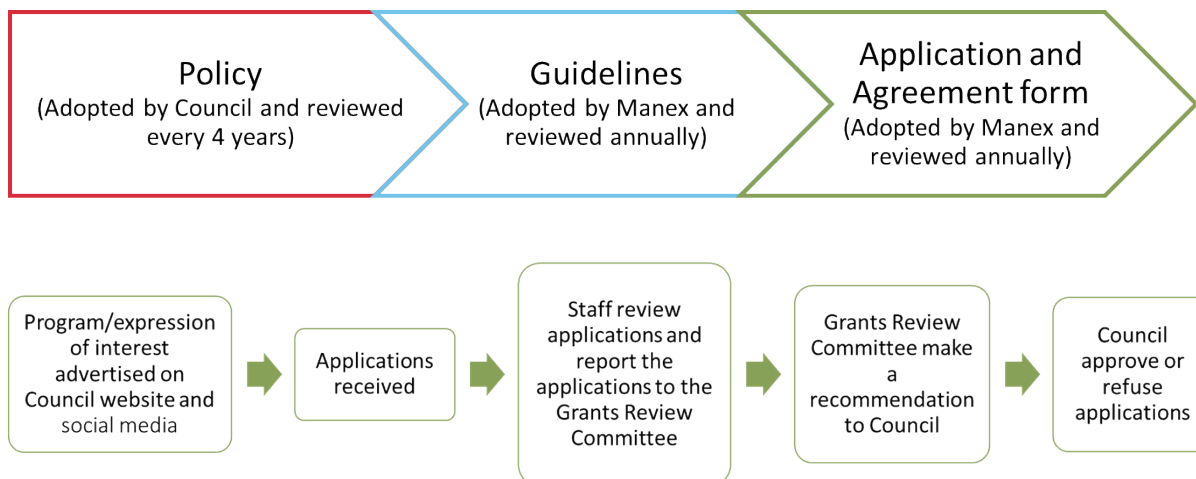 Policy
(Adopted by Council and reviewed
every 4 years)
Guidelines
(Adopted by Manex and
reviewed annually)
Application and
Agreement form
(Adopted by Manex and
reviewed annually)
Program/expression
of interest
advertised on
Council website and
social media
Applications
received
Staff review
applications and
report the
applications to the
Grants Review
Committee
Grants Review
Committee make
a
recommendation
to Council
Council
approve or
refuse
applications